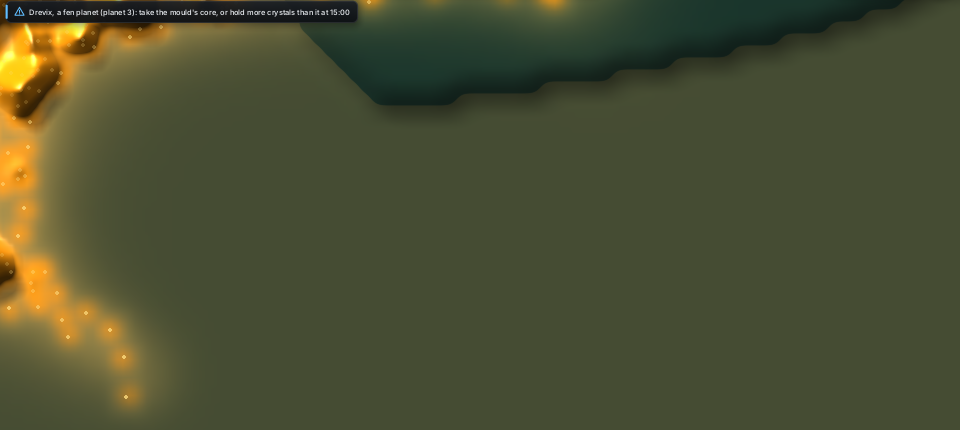 Drevix, a fen planet (planet 3): take the mould's core, or hold more crystals than it at 15:00